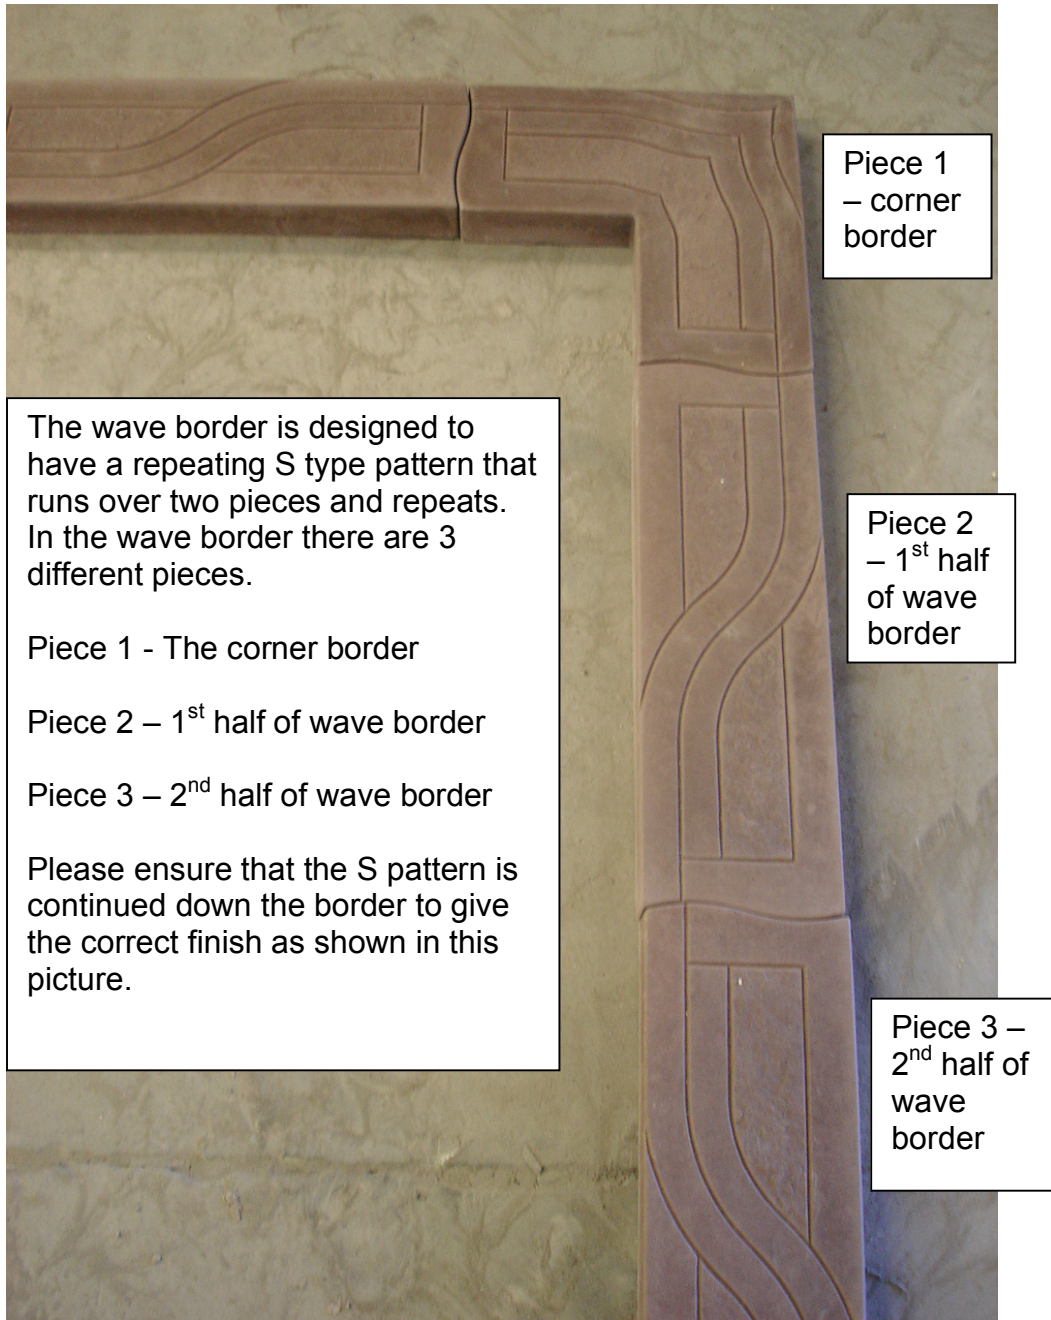 Piece 1
– corner
border
The wave border is designed to
have a repeating S type pattern that
runs over two pieces and repeats.
In the wave border there are 3
different pieces.
Piece 1 - The corner border
Piece 2 – 1st half of wave border
Piece 3 – 2nd half of wave border
Please ensure that the S pattern is
continued down the border to give
the correct finish as shown in this
picture.
Piece 2
– 1st half
of wave
border
Piece 3 –
2nd half of
wave
border